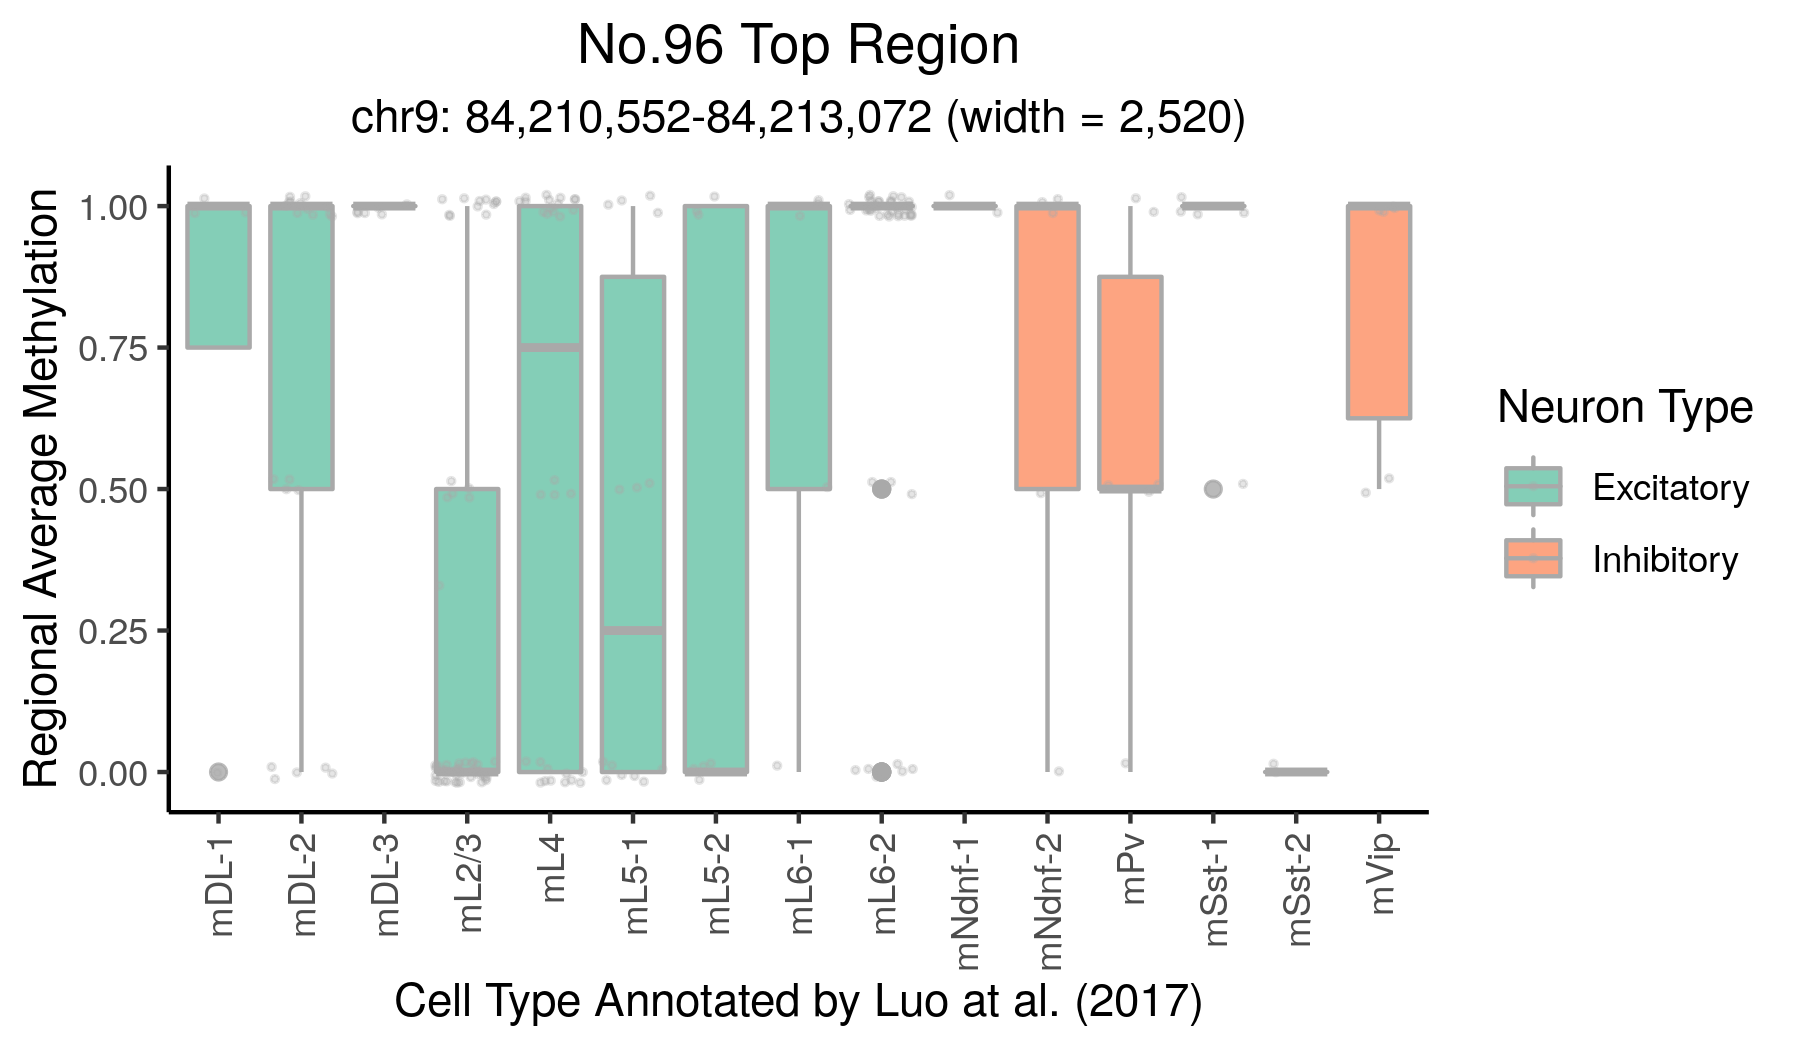 No.96 Top Region
chr9: 84,210,552-84,213,072 (width = 2,520)
Regional Average Methylation
1.00
0.75
0.50
0.25
0.00
mDL-1
mDL-2
mDL-3
mL2/3
mL4
mL5-1
mL5-2
mL6-1
mL6-2
mNdnf-1
mNdnf-2
mPv
mSst-1
mSst-2
mVip
Cell Type Annotated by Luo at al. (2017)
Neuron Type
Excitatory
Inhibitory